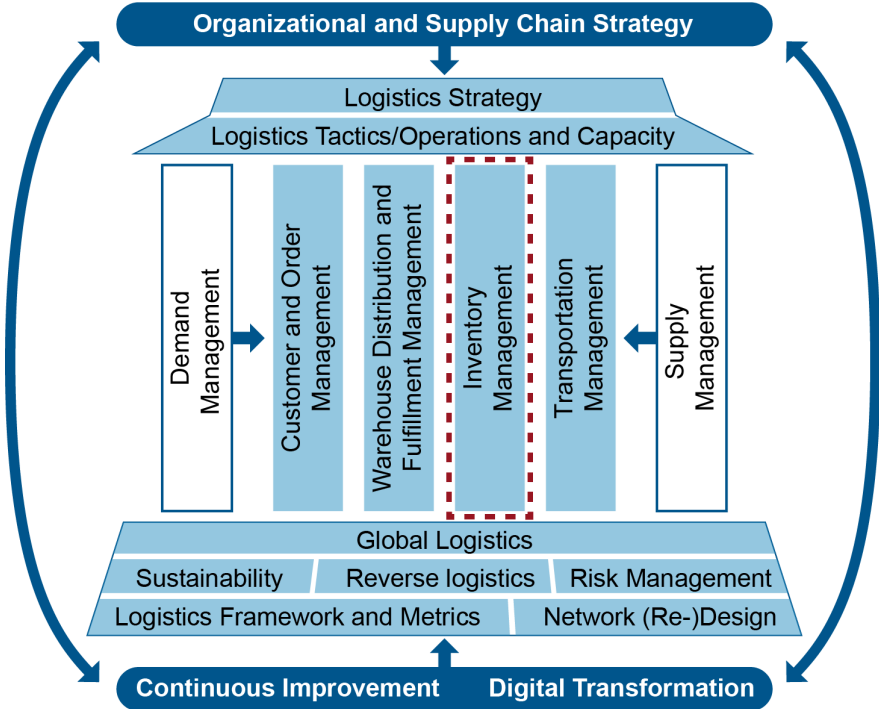 Organizational and Supply Chain Strategy
Logistics Strategy
Logistics Tactics/Operations and Capacity
Demand
Management
Customer and Order
Management
Warehouse Distribution and
Fulfillment Management
Inventory
Management
Transportation
Management
Supply
Management
Global Logistics
Sustainability
Reverse logistics
Risk Management
Logistics Framework and Metrics
Network (Re-)Design
Continuous Improvement
Digital Transformation